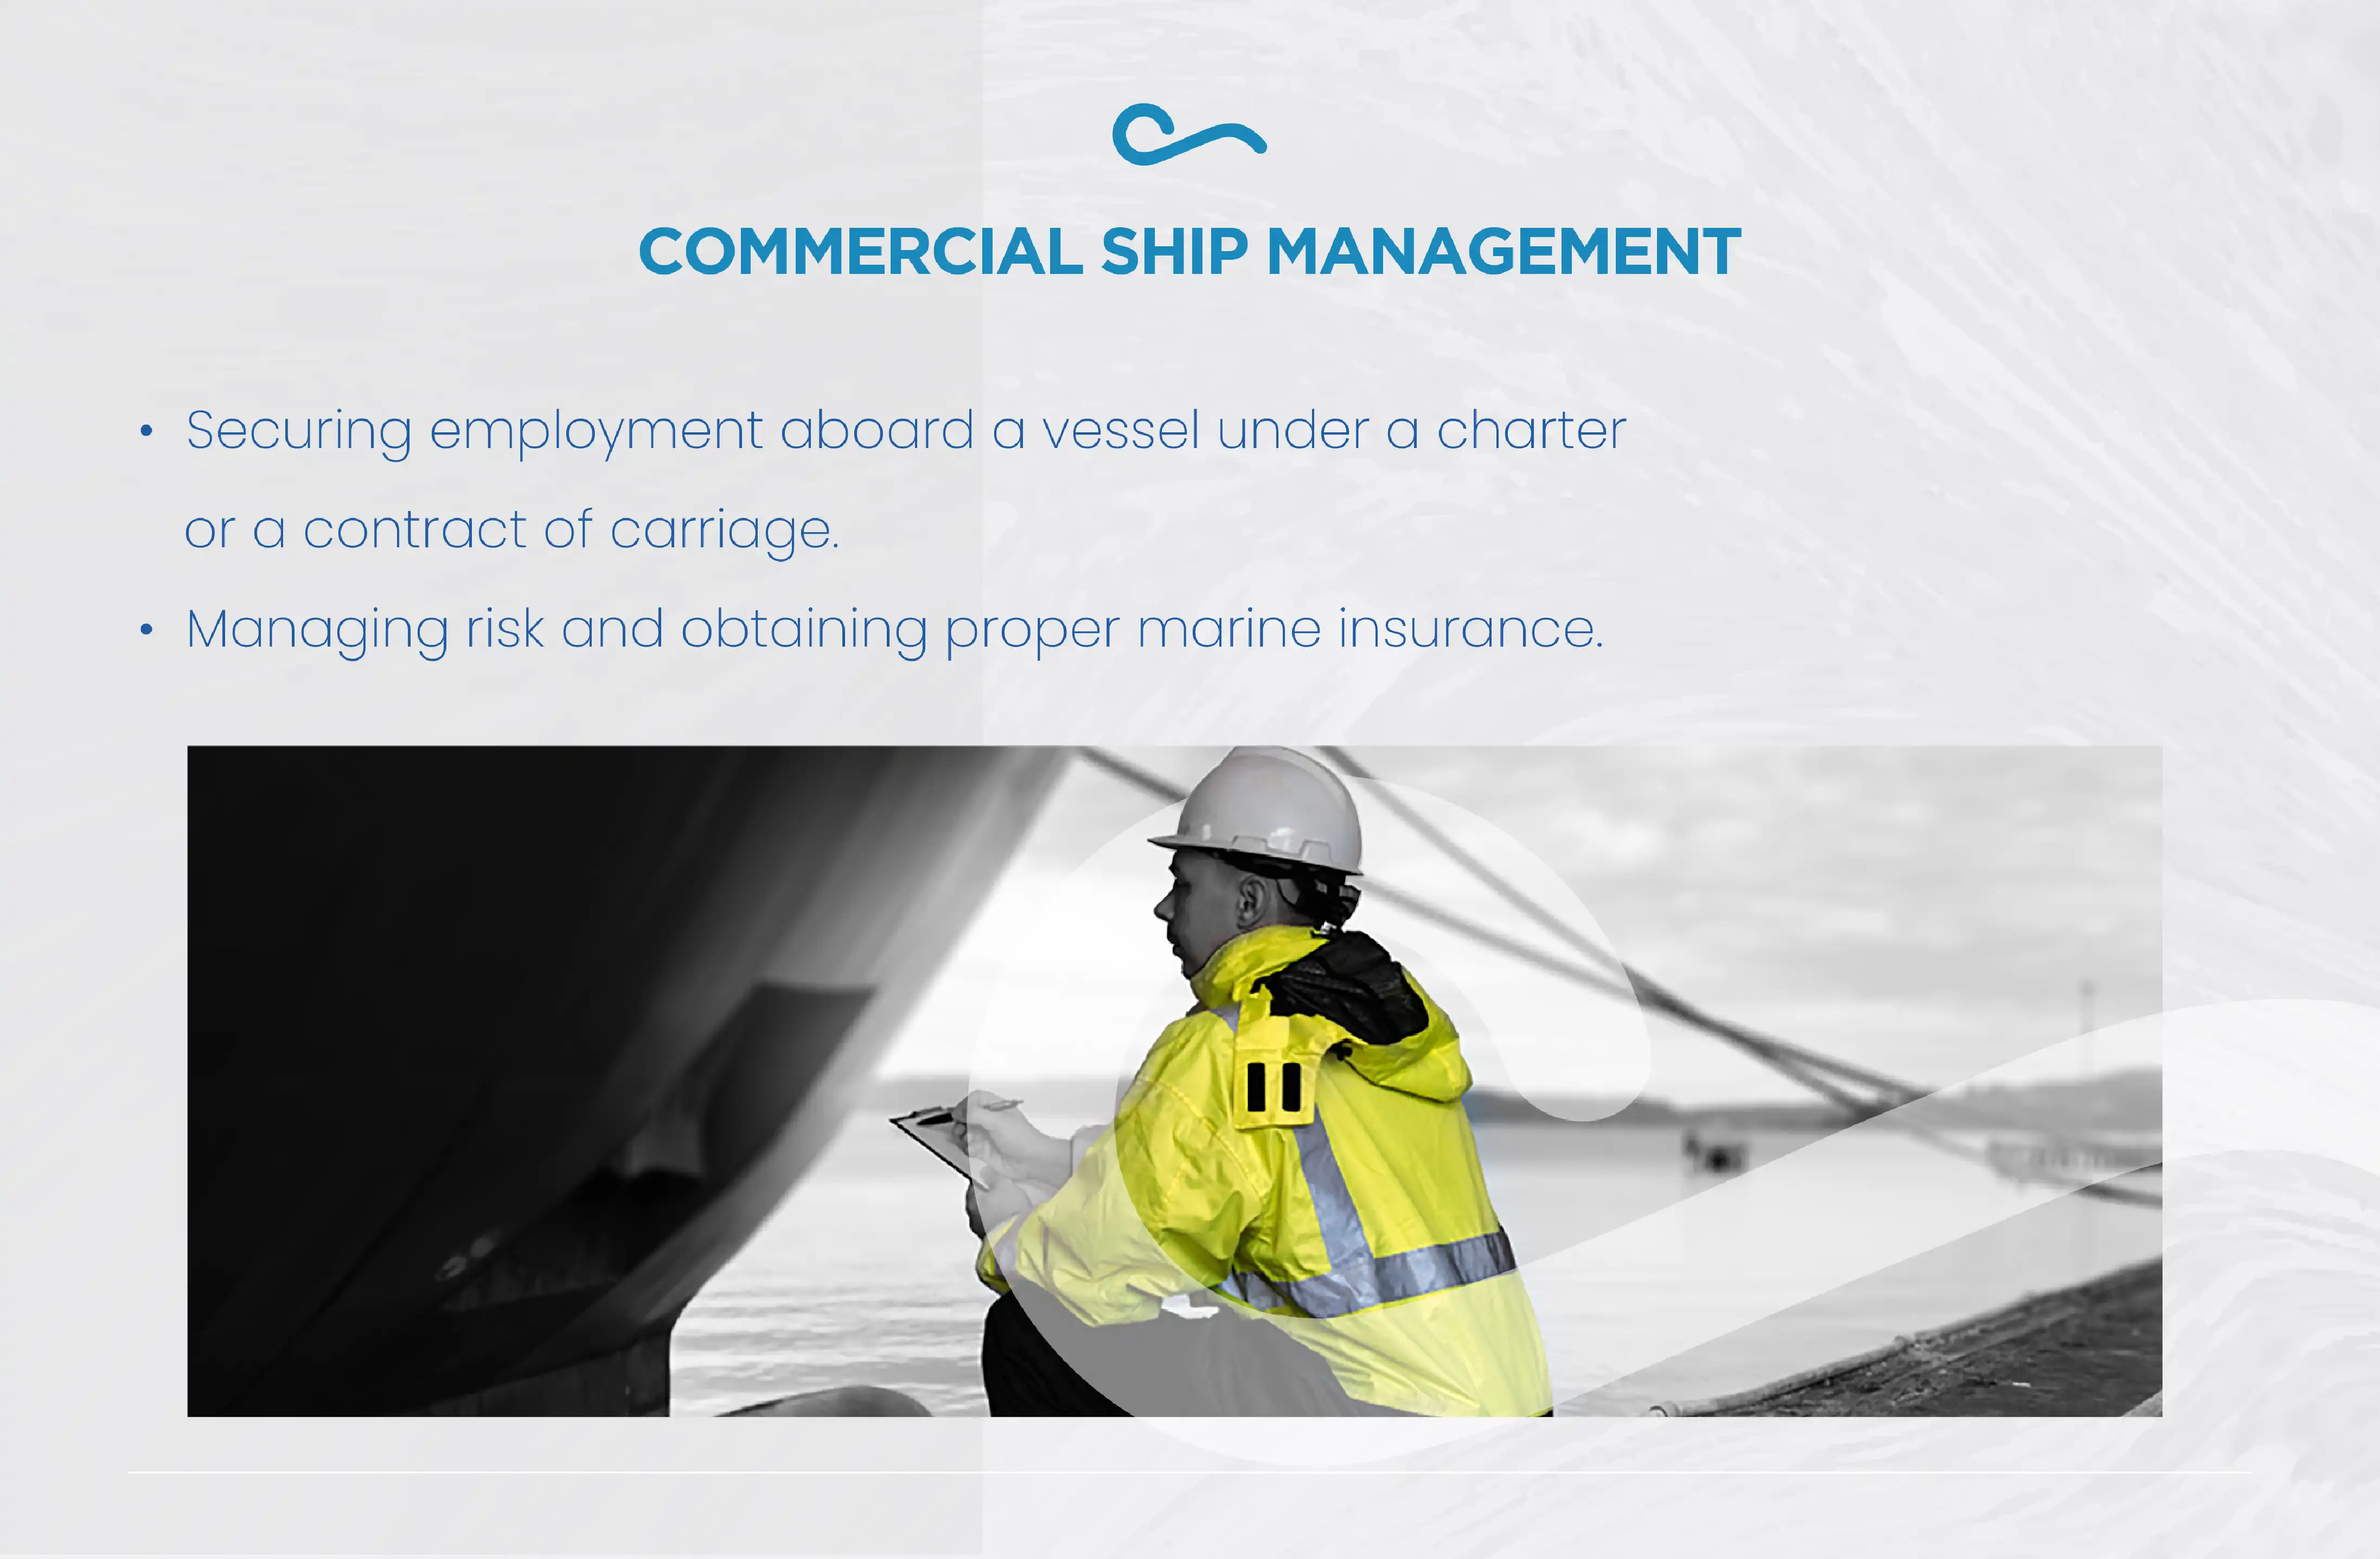 COMMERCIAL SHIP MANAGEMENT
• Securing employment aboard a vessel under a charter
or a contract of carriage.
• Managing risk and obtaining proper marine insurance.